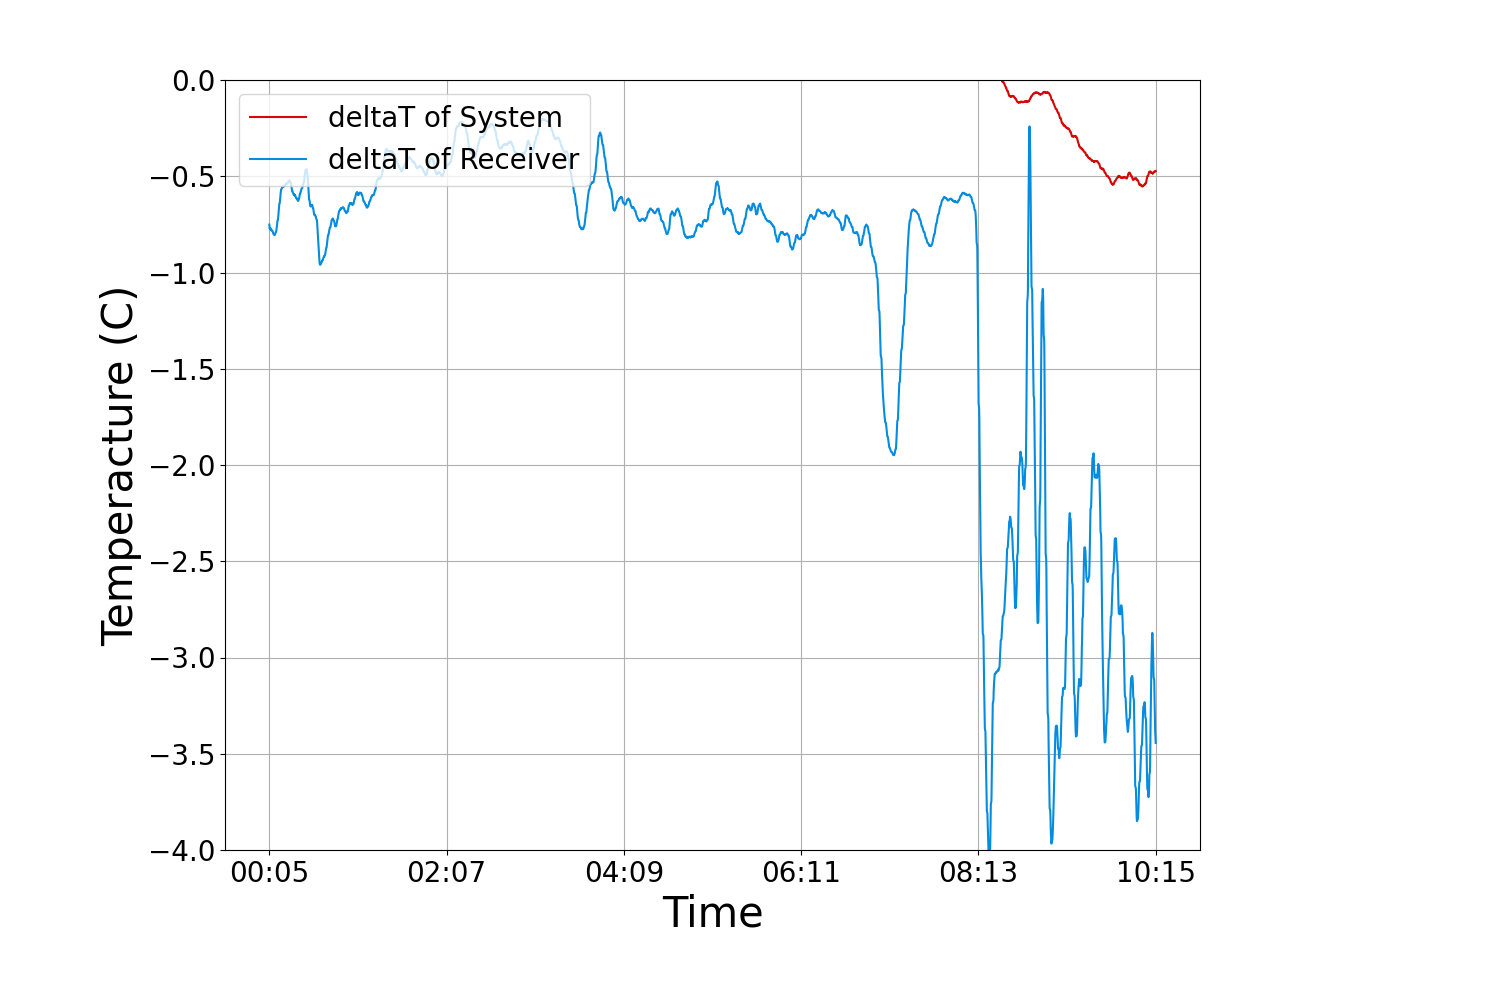 deltaT of System
deltaT of Receiver
0.0
−0.5
−1.0
−1.5
−2.0
−2.5
−3.0
−3.5
−4.0
Temperacture (C)
00:05 02:07 04:09 06:11 08:13 10:15
Time